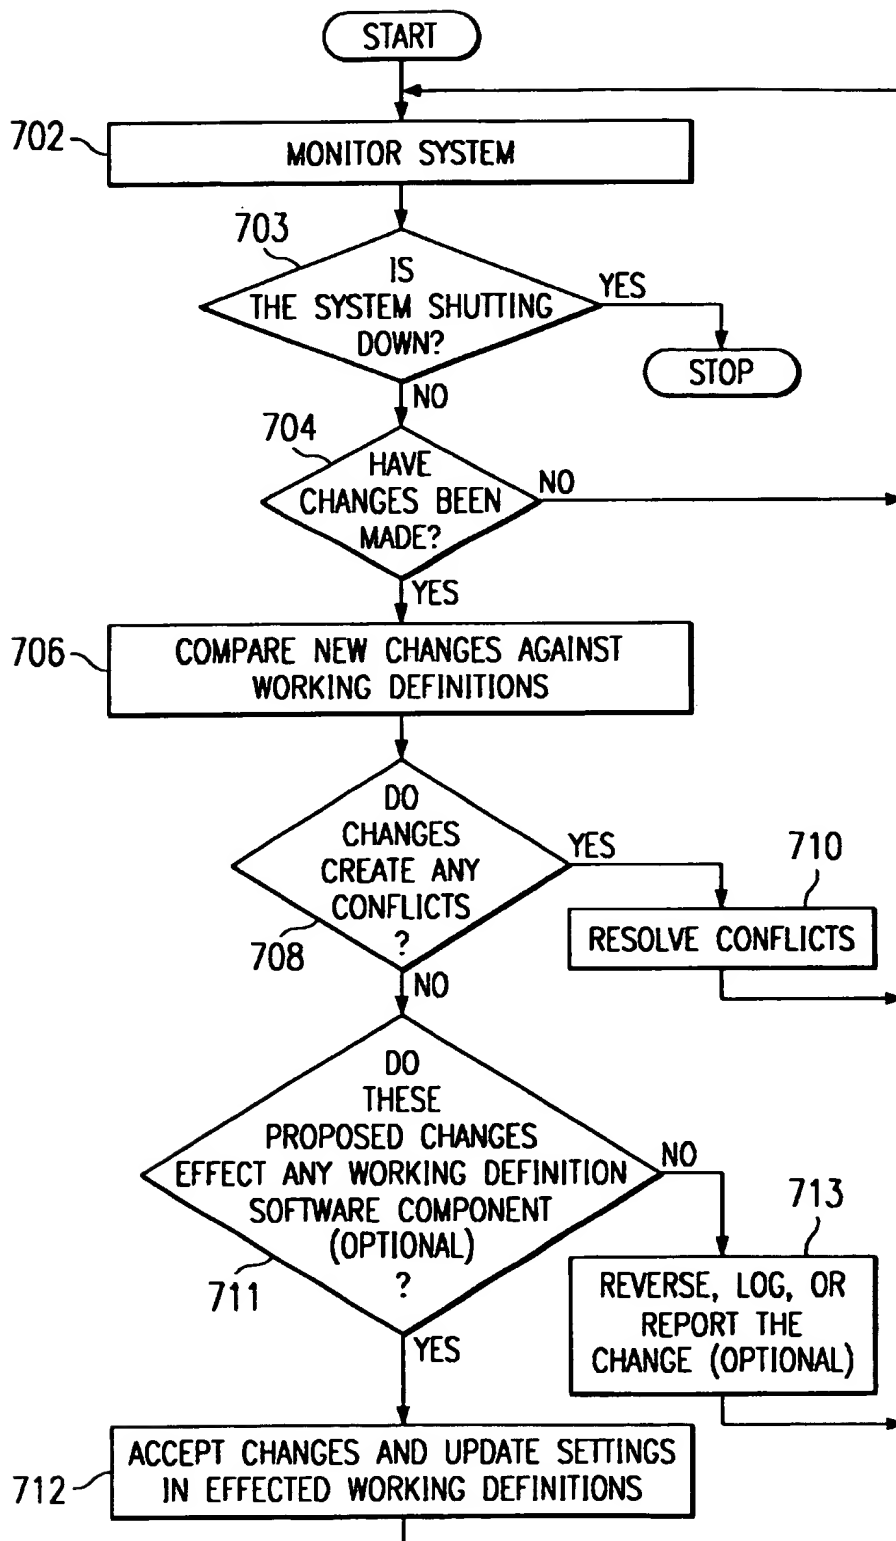 START
702
MONITOR SYSTEM
703
IS
THE SYSTEM SHUTTING
DOWN?
YES
STOP
NO
704
HAVE
CHANGES BEEN
MADE?
NO
YES
706
COMPARE NEW CHANGES AGAINST
WORKING DEFINITIONS
DO
CHANGES
CREATE ANY
CONFLICTS
?
708
YES
710
RESOLVE CONFLICTS
NO
DO
THESE
PROPOSED CHANGES
EFFECT ANY WORKING DEFINITION
SOFTWARE COMPONENT
(OPTIONAL)
?
711
NO
713
REVERSE, LOG, OR
REPORT THE
CHANGE (OPTIONAL)
YES
712
ACCEPT CHANGES AND UPDATE SETTINGS
IN EFFECTED WORKING DEFINITIONS